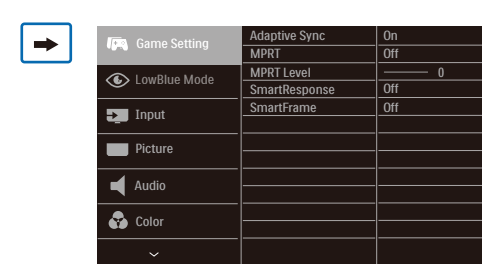 Game Setting
LowBlue Mode
Input
Picture
Audio
Color
Adaptive Sync On
MPRT Off
MPRT Level 0
SmartResponse Off
SmartFrame Off